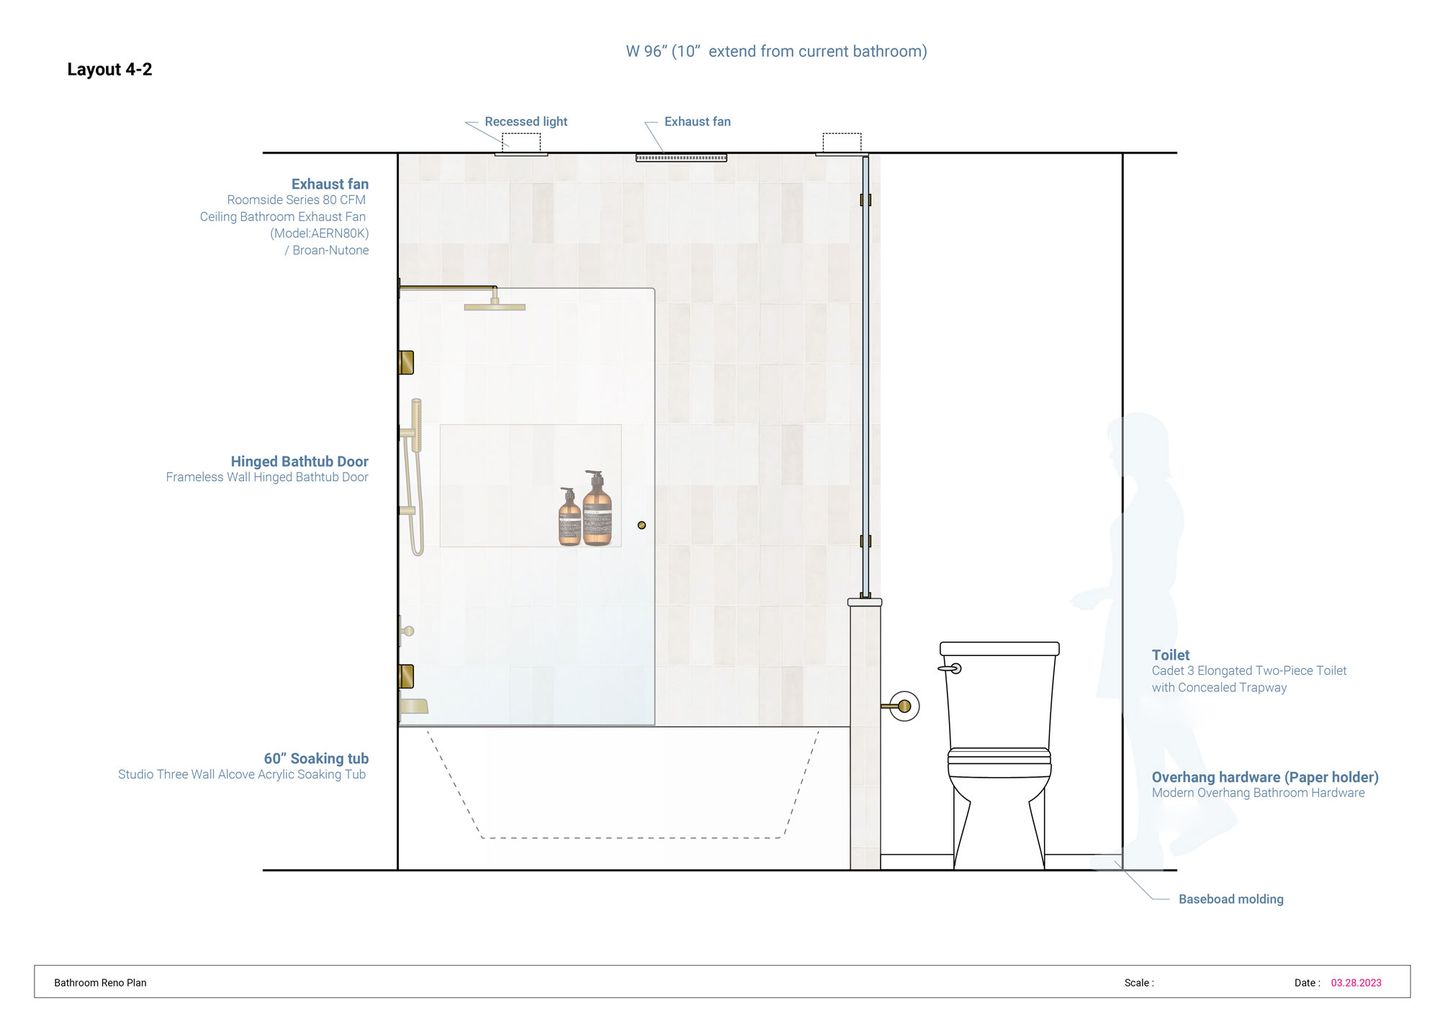 W 96” (10”  extend from current bathroom)
Layout 4-2
Recessed light
Exhaust fan
Exhaust fan
Roomside Series 80 CFM
Ceiling Bathroom Exhaust Fan
(Model:AERN80K)
/ Broan-Nutone
Hinged Bathtub Door
Frameless Wall Hinged Bathtub Door
60” Soaking tub
Studio Three Wall Alcove Acrylic Soaking Tub
Toilet
Cadet 3 Elongated Two-Piece Toilet
with Concealed Trapway
Overhang hardware (Paper holder)
Modern Overhang Bathroom Hardware
Baseboad molding
Bathroom Reno Plan
Scale :
Date : 03.28.2023